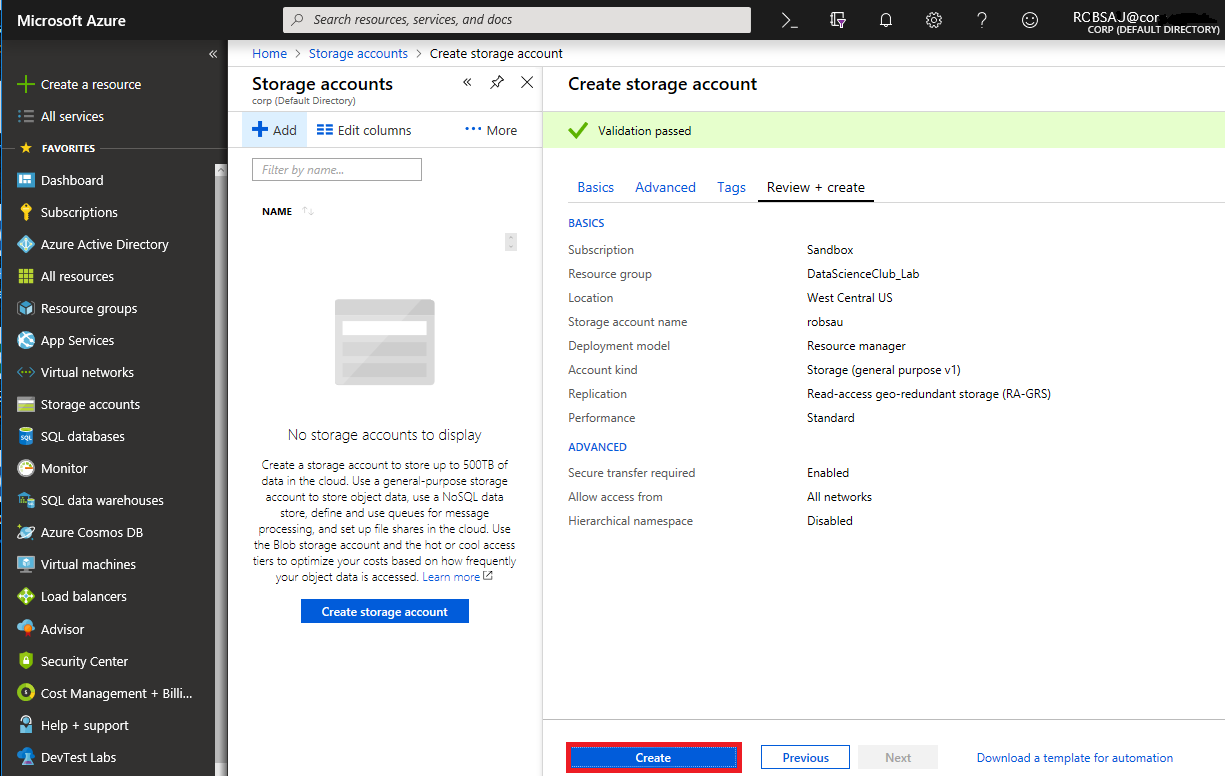 Microsoft Azure
Search resources, services, and docs
RCBSAJ@cor
CORP (DEFAULT DIRECTORY)
Create a resource
All services
FAVORITES
Dashboard
Subscriptions
Azure Active Directory
All resources
Resource groups
App Services
Virtual networks
Storage accounts
SQL databases
Monitor
SQL data warehouses
Azure Cosmos DB
Virtual machines
Load balancers
Advisor
Security Center
Cost Management + Billi...
Help + support
DevTest Labs
Home > Storage accounts > Create storage account
Storage accounts
corp (Default Directory)
Add Edit columns More
Filter by name...
NAME
No storage accounts to display
Create a storage account to store up to 500TB of
data in the cloud. Use a general-purpose storage
account to store object data, use a NoSQL data
store, define and use queues for message
processing, and set up file shares in the cloud. Use
the Blob storage account and the hot or cool access
tiers to optimize your costs based on how frequently
your object data is accessed. Learn more
Create storage account
Create storage account
Validation passed
Basics Advanced Tags Review + create
BASICS
Subscription Sandbox
Resource group DataScienceClub_Lab
Location West Central US
Storage account name robsau
Deployment model Resource manager
Account kind Storage (general purpose v1)
Replication Read-access geo-redundant storage (RA-GRS)
Performance Standard
ADVANCED
Secure transfer required Enabled
Allow access from All networks
Hierarchical namespace Disabled
Create Previous Next Download a template for automation